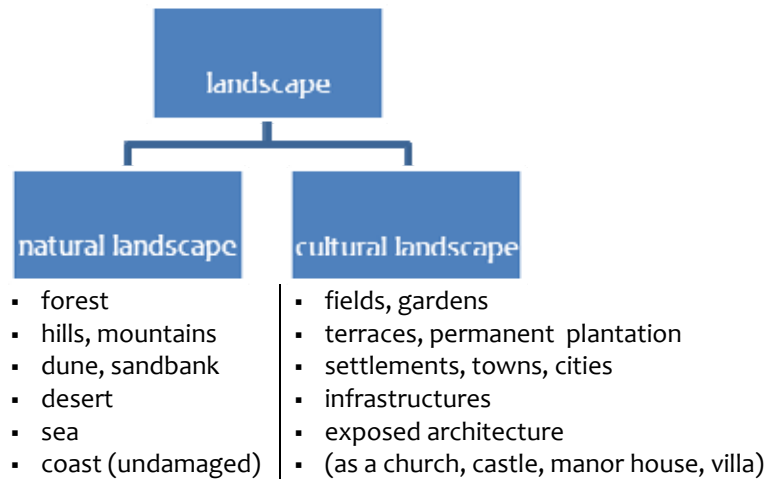 landscape
natural landscape
cultural landscape
▪ forest
▪ hills, mountains
▪ dune, sandbank
▪ desert
▪ sea
▪ coast (undamaged)
▪ fields, gardens
▪ terraces, permanent plantation
▪ settlements, towns, cities
▪ infrastructures
▪ exposed architecture
▪ (as a church, castle, manor house, villa)